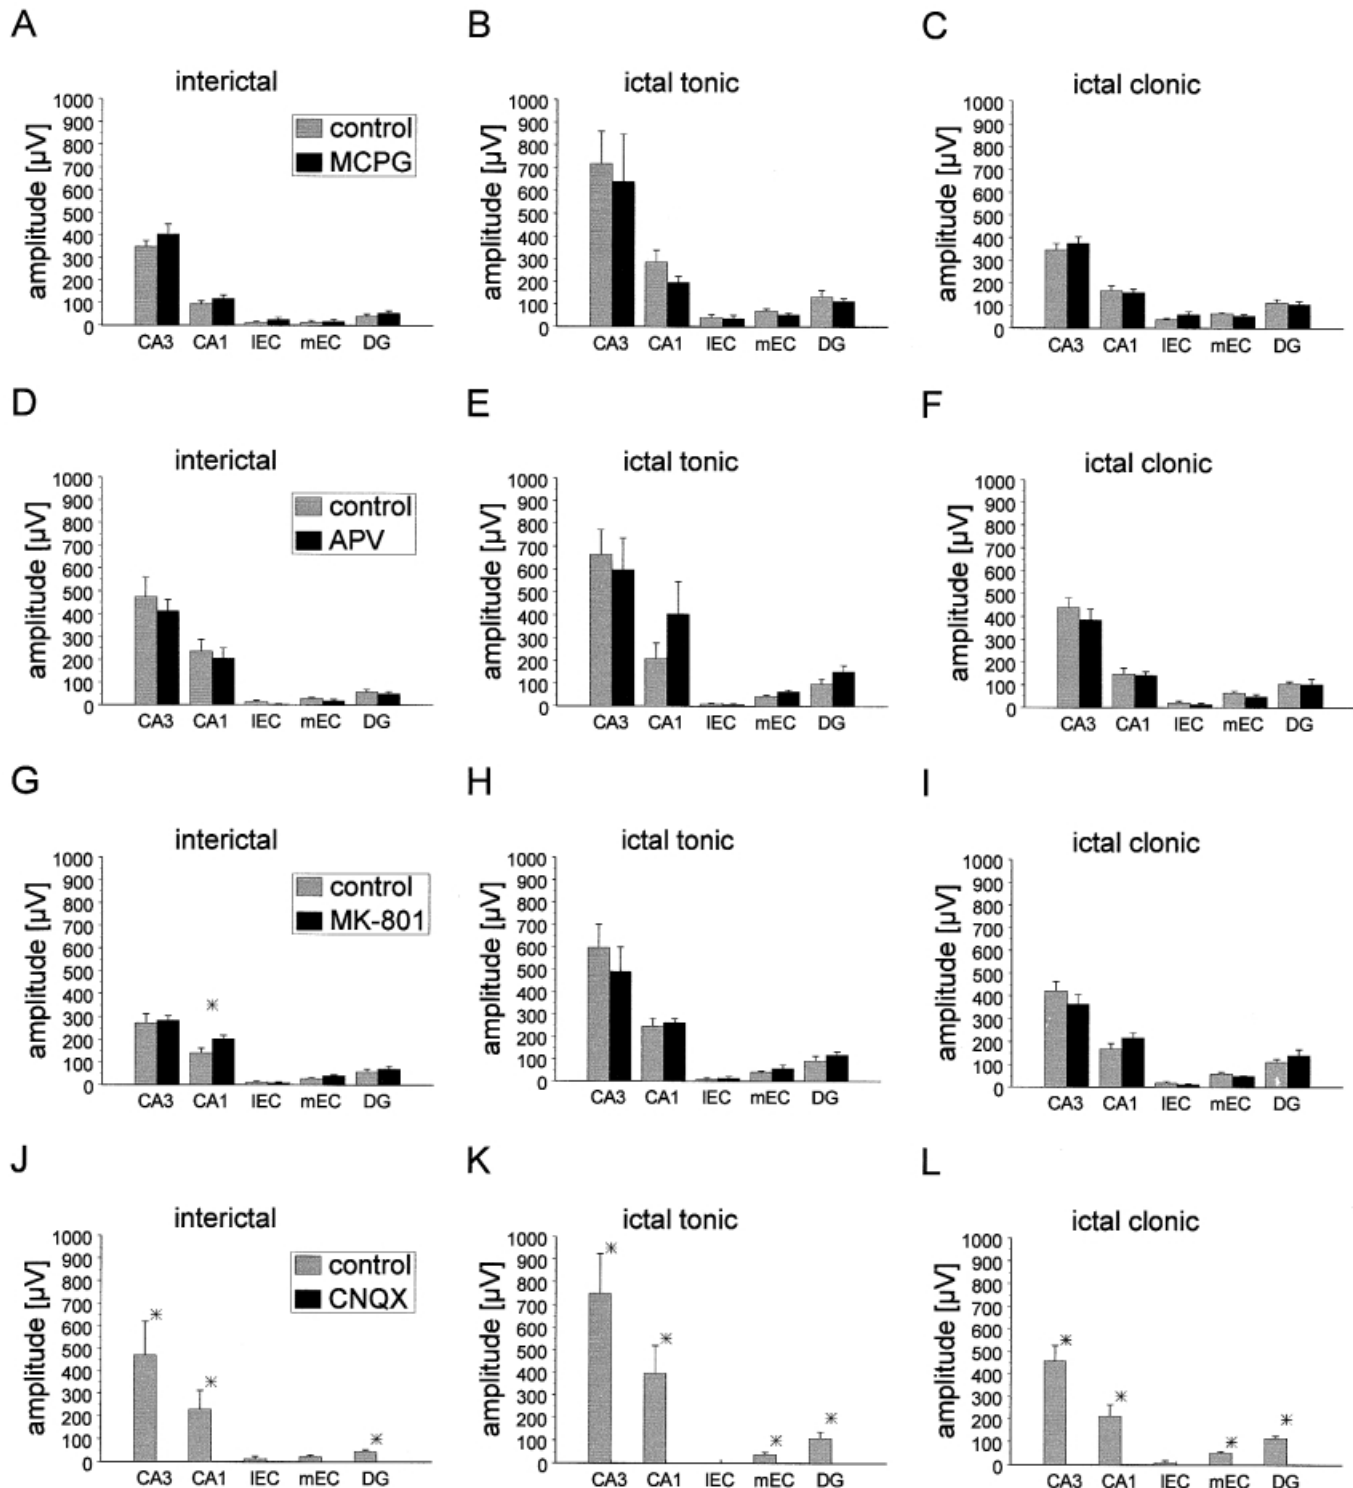 A
B
C
interictal
ictal tonic
ictal clonic
amplitude [µV]
1000
900
800
700
600
500
400
300
200
100
0
control
MCPG
CA3 CA1 lEC mEC DG
amplitude [µV]
1000
900
800
700
600
500
400
300
200
100
0
CA3 CA1 lEC mEC DG
amplitude [µV]
1000
900
800
700
600
500
400
300
200
100
0
CA3 CA1 lEC mEC DG
D
E
F
interictal
ictal tonic
ictal clonic
amplitude [µV]
1000
900
800
700
600
500
400
300
200
100
0
control
APV
CA3 CA1 lEC mEC DG
amplitude [µV]
1000
900
800
700
600
500
400
300
200
100
0
CA3 CA1 lEC mEC DG
amplitude [µV]
1000
900
800
700
600
500
400
300
200
100
0
CA3 CA1 lEC mEC DG
G
H
I
interictal
ictal tonic
ictal clonic
amplitude [µV]
1000
900
800
700
600
500
400
300
200
100
0
control
MK-801
*
CA3 CA1 lEC mEC DG
amplitude [µV]
1000
900
800
700
600
500
400
300
200
100
0
CA3 CA1 lEC mEC DG
amplitude [µV]
1000
900
800
700
600
500
400
300
200
100
0
CA3 CA1 lEC mEC DG
J
K
L
interictal
ictal tonic
ictal clonic
amplitude [µV]
1000
900
800
700
600
500
400
300
200
100
0
control
CNQX
*
*
*
CA3 CA1 lEC mEC DG
amplitude [µV]
1000
900
800
700
600
500
400
300
200
100
0
*
*
*
*
CA3 CA1 lEC mEC DG
amplitude [µV]
1000
900
800
700
600
500
400
300
200
100
0
*
*
*
*
CA3 CA1 lEC mEC DG